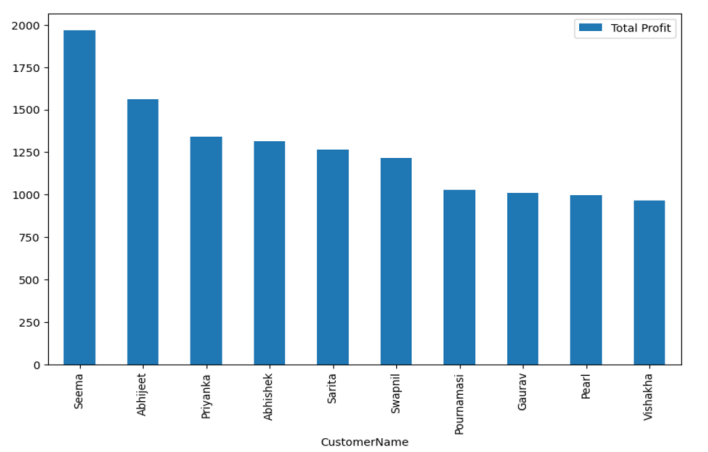 Total Profit
2000
1750
1500
1250
1000
750
500
250
0
Seema
Abhijeet
Priyanka
Abhishek
Sarita
Swapnil
Pournamasi
Gaurav
Pearl
Vishakha
CustomerName